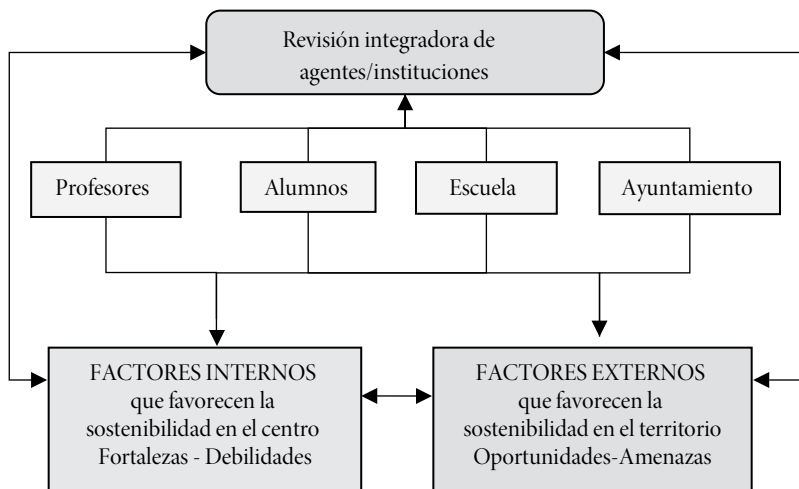 Revisión integradora de
agentes/instituciones
Profesores
Alumnos
Escuela
Ayuntamiento
FACTORES INTERNOS
que favorecen la
sostenibilidad en el centro
Fortalezas - Debilidades
FACTORES EXTERNOS
que favorecen la
sostenibilidad en el territorio
Oportunidades-Amenazas